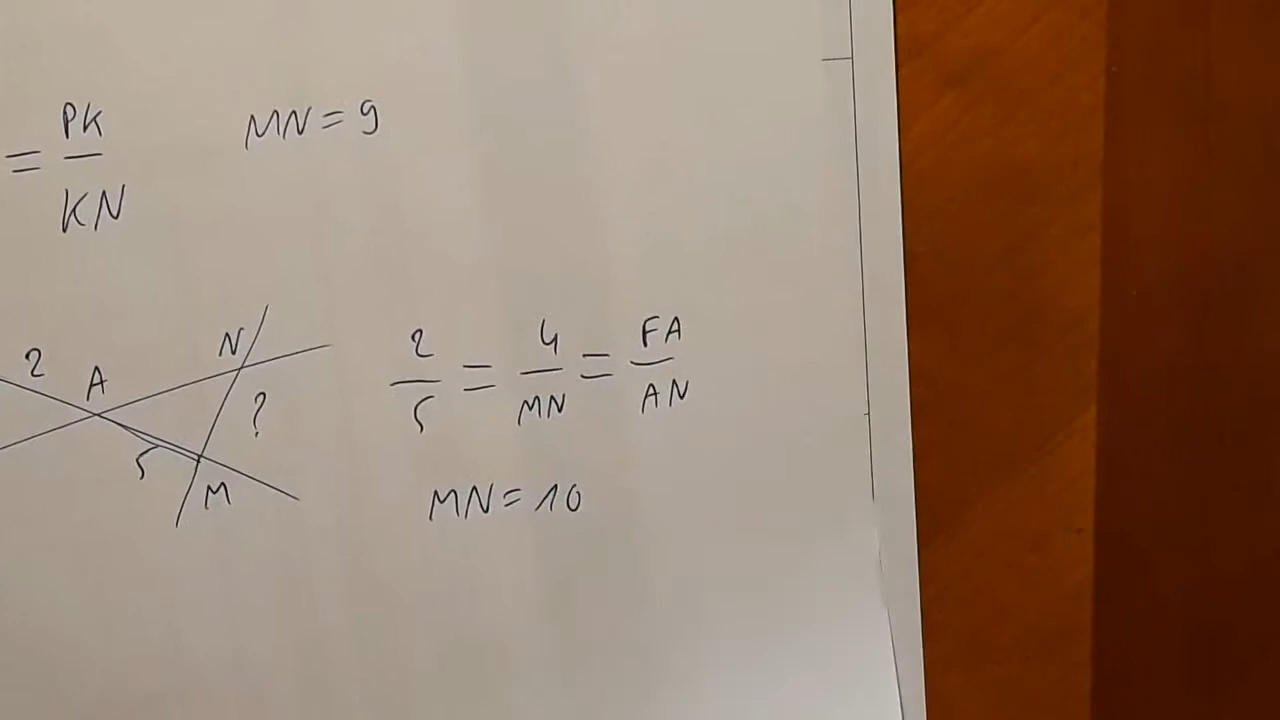 = PK / KN
MN = 9
2
A
N
?
5
M
2 / 5 = 4 / MN = FA / AN
MN = 10